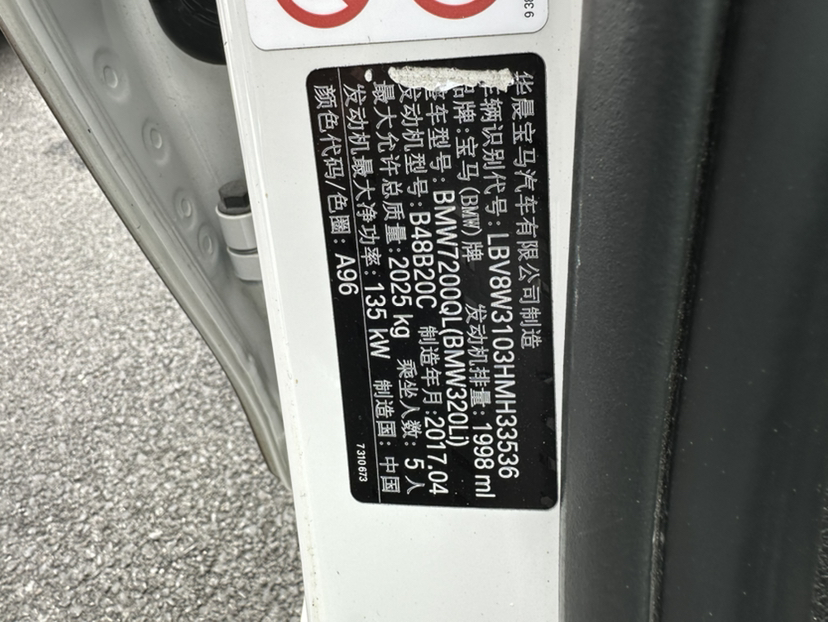 华晨宝马汽车有限公司制造
车辆识别代号: LBV8W3103HMH33536
品牌: 宝马(BMW)牌 发动机排量: 1998 ml
汽车型号: BMW7200QL(BMW320Li)
发动机型号: B48B20C 制造年月: 2017.04
最大允许总质量: 2025 kg 乘坐人数: 5 人
发动机最大净功率: 135 kW 制造国: 中国
颜色代码/色圈: A96
7310673